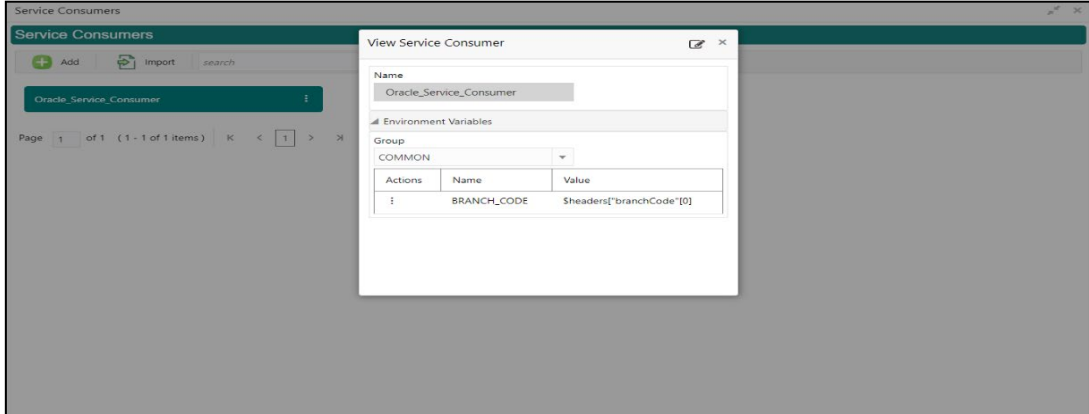 Service Consumers
Service Consumers
Add Import search
Oracle_Service_Consumer
Page 1 of 1 (1 - 1 of 1 items) K < 1 > >|
View Service Consumer
Name
Oracle_Service_Consumer
Environment Variables
Group
COMMON
Actions Name Value
BRANCH_CODE $headers["branchCode"[0]